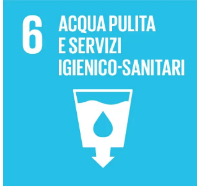 6 ACQUA PULITA
E SERVIZI
IGIENICO-SANITARI